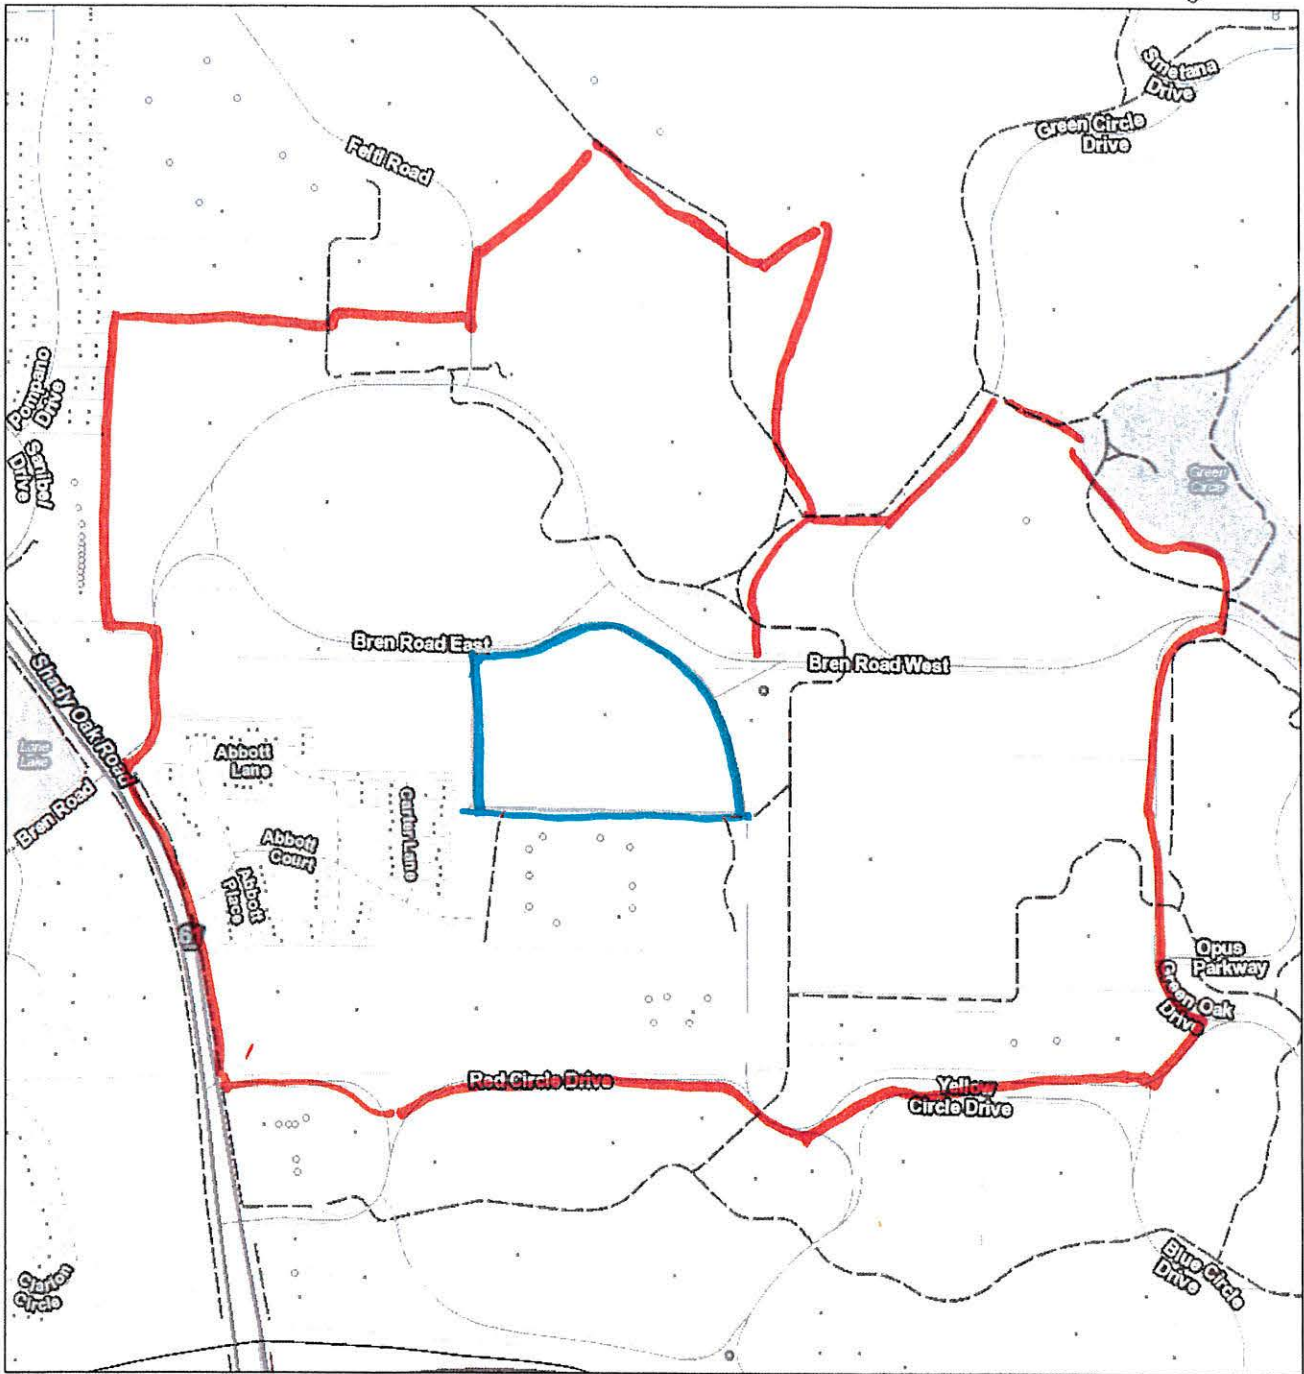 Smetana
Drive
Green Circle
Drive
Feltl Road
Pompano
Drive
Sanibel
Drive
Green
Circle
Bren Road East
Bren Road West
Shady Oak Road
Lone
Lake
Bren Road
Abbott
Lane
Carter Lane
Abbott
Court
Abbott
Place
61
Opus
Parkway
Green Oak
Drive
Red Circle Drive
Yellow
Circle Drive
Blue Circle
Drive
Clarion
Circle